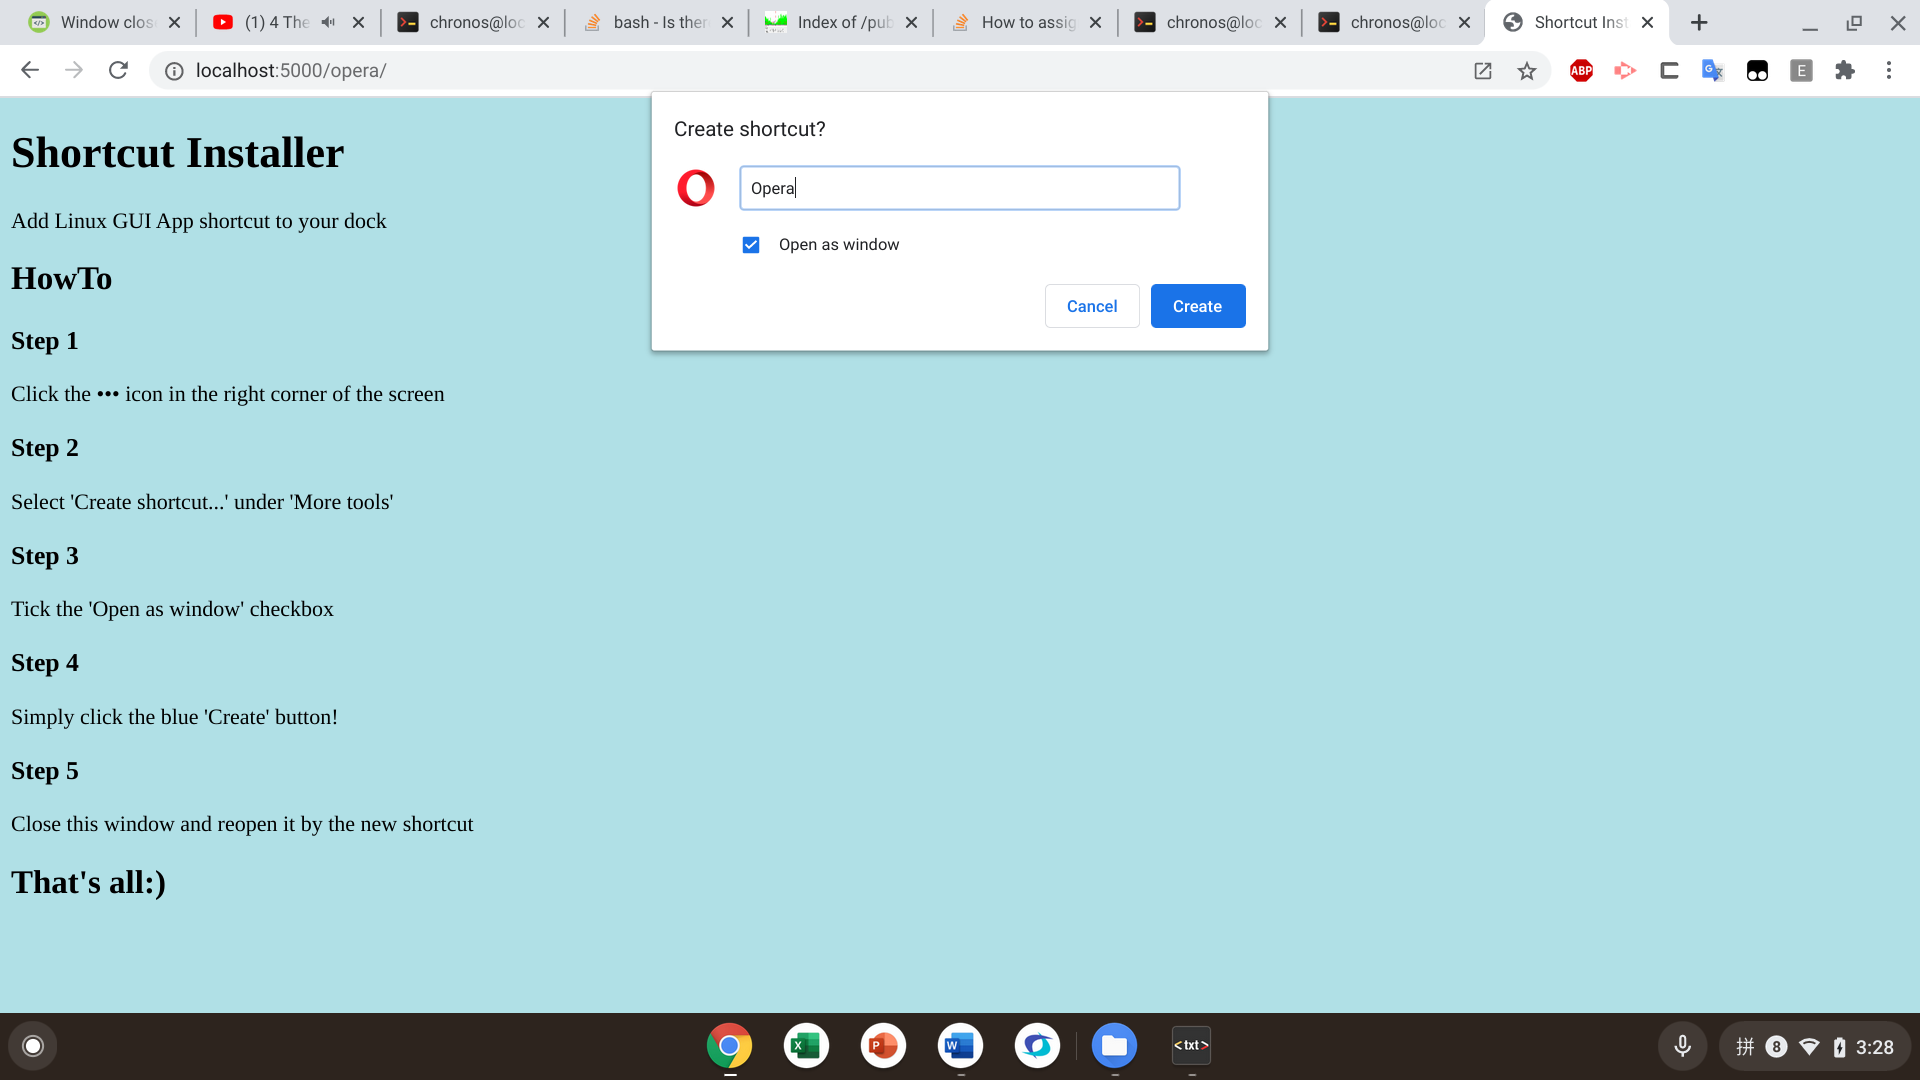 Window clos
(1) 4 The
chronos@loc
bash - Is ther
Index of /pub
How to assig
chronos@loc
chronos@loc
Shortcut Inst
localhost:5000/opera/
ABP
G
E
Create shortcut?
Opera
Open as window
Cancel
Create
Shortcut Installer
Add Linux GUI App shortcut to your dock
HowTo
Step 1
Click the ••• icon in the right corner of the screen
Step 2
Select 'Create shortcut...' under 'More tools'
Step 3
Tick the 'Open as window' checkbox
Step 4
Simply click the blue 'Create' button!
Step 5
Close this window and reopen it by the new shortcut
That's all:)
X
P
W
<txt>
拼
8
3:28